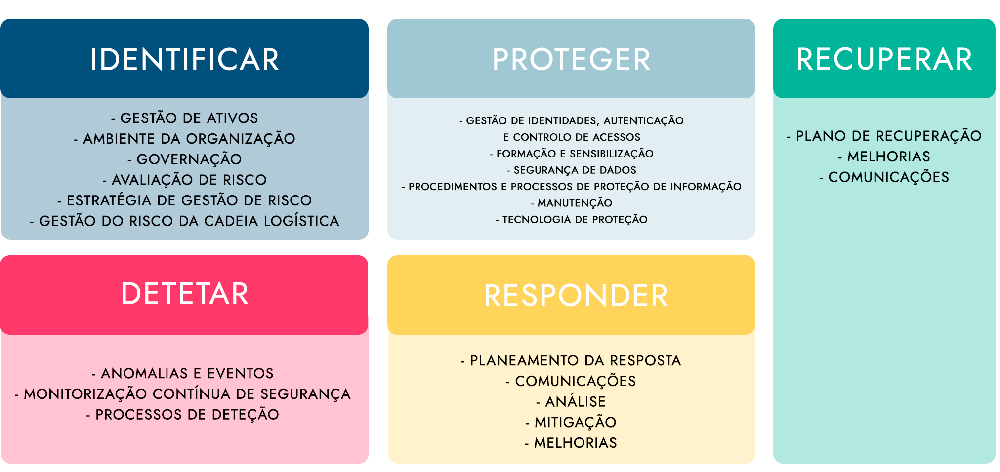 IDENTIFICAR
- GESTÃO DE ATIVOS
- AMBIENTE DA ORGANIZAÇÃO
- GOVERNAÇÃO
- AVALIAÇÃO DE RISCO
- ESTRATÉGIA DE GESTÃO DE RISCO
- GESTÃO DO RISCO DA CADEIA LOGÍSTICA
PROTEGER
- GESTÃO DE IDENTIDADES, AUTENTICAÇÃO
E CONTROLO DE ACESSOS
- FORMAÇÃO E SENSIBILIZAÇÃO
- SEGURANÇA DE DADOS
- PROCEDIMENTOS E PROCESSOS DE PROTEÇÃO DE INFORMAÇÃO
- MANUTENÇÃO
- TECNOLOGIA DE PROTEÇÃO
RECUPERAR
- PLANO DE RECUPERAÇÃO
- MELHORIAS
- COMUNICAÇÕES
DETETAR
- ANOMALIAS E EVENTOS
- MONITORIZAÇÃO CONTÍNUA DE SEGURANÇA
- PROCESSOS DE DETEÇÃO
RESPONDER
- PLANEAMENTO DA RESPOSTA
- COMUNICAÇÕES
- ANÁLISE
- MITIGAÇÃO
- MELHORIAS